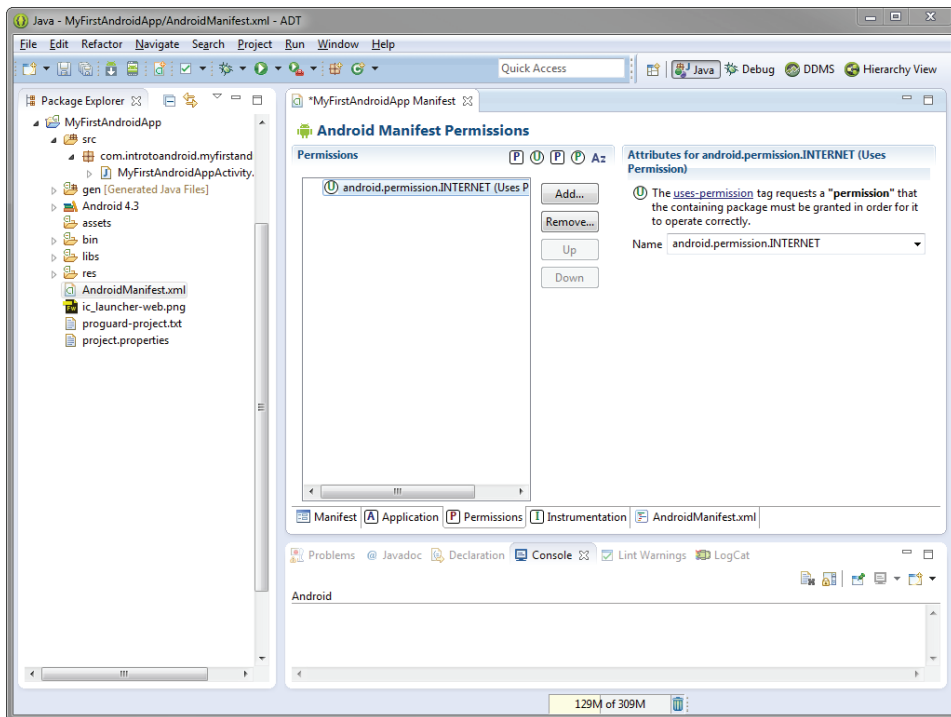 Java - MyFirstAndroidApp/AndroidManifest.xml - ADT
File Edit Refactor Navigate Search Project Run Window Help
Quick Access
Java Debug DDMS Hierarchy View
Package Explorer
MyFirstAndroidApp
src
com.introtoandroid.myfirstand
MyFirstAndroidAppActivity.
gen [Generated Java Files]
Android 4.3
assets
bin
libs
res
AndroidManifest.xml
ic_launcher-web.png
proguard-project.txt
project.properties
*MyFirstAndroidApp Manifest
Android Manifest Permissions
Permissions
P U P P Az
U android.permission.INTERNET (Uses P
Add...
Remove...
Up
Down
Attributes for android.permission.INTERNET (Uses
Permission)
U The uses-permission tag requests a "permission" that
the containing package must be granted in order for it
to operate correctly.
Name android.permission.INTERNET
Manifest A Application P Permissions I Instrumentation AndroidManifest.xml
Problems @ Javadoc Declaration Console Lint Warnings LogCat
Android
129M of 309M